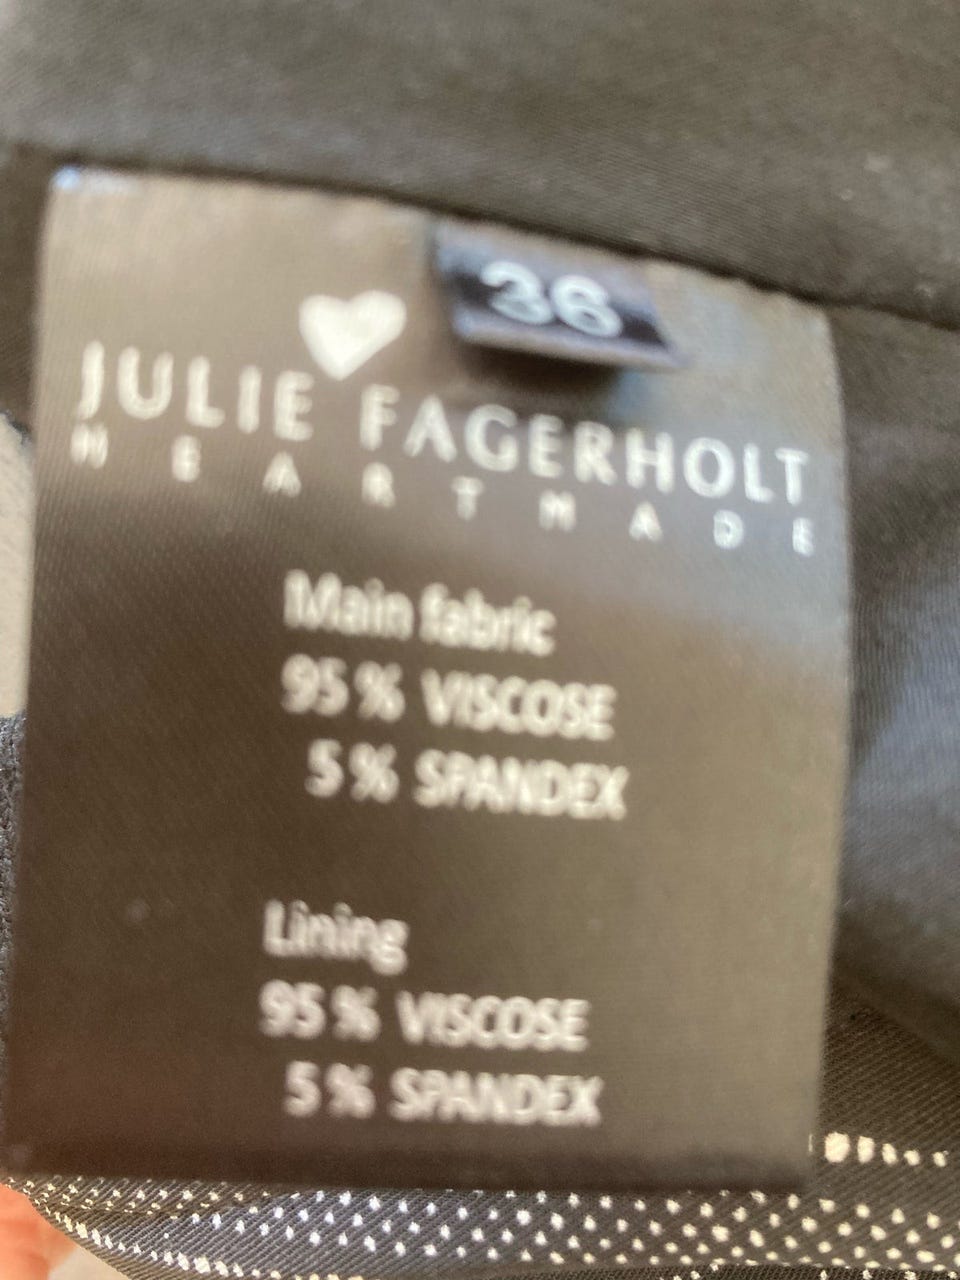 36
JULIE FAGERHOLT
HEARTMADE
Main fabric
95 % VISCOSE
5 % SPANDEX
Lining
95 % VISCOSE
5 % SPANDEX